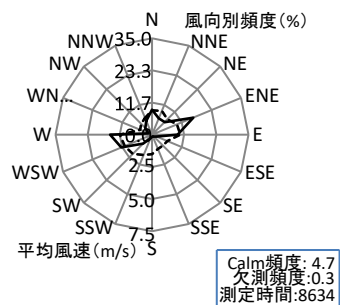 N 風向別頻度(%)
35.0
NNW NNE
NW 23.3 NE
WN... 11.7 ENE
W 0.0 E
WSW 2.5 ESE
SW 5.0 SE
SSW SSE
平均風速(m/s) 7.5
S
Calm頻度: 4.7
欠測頻度:0.3
測定時間:8634